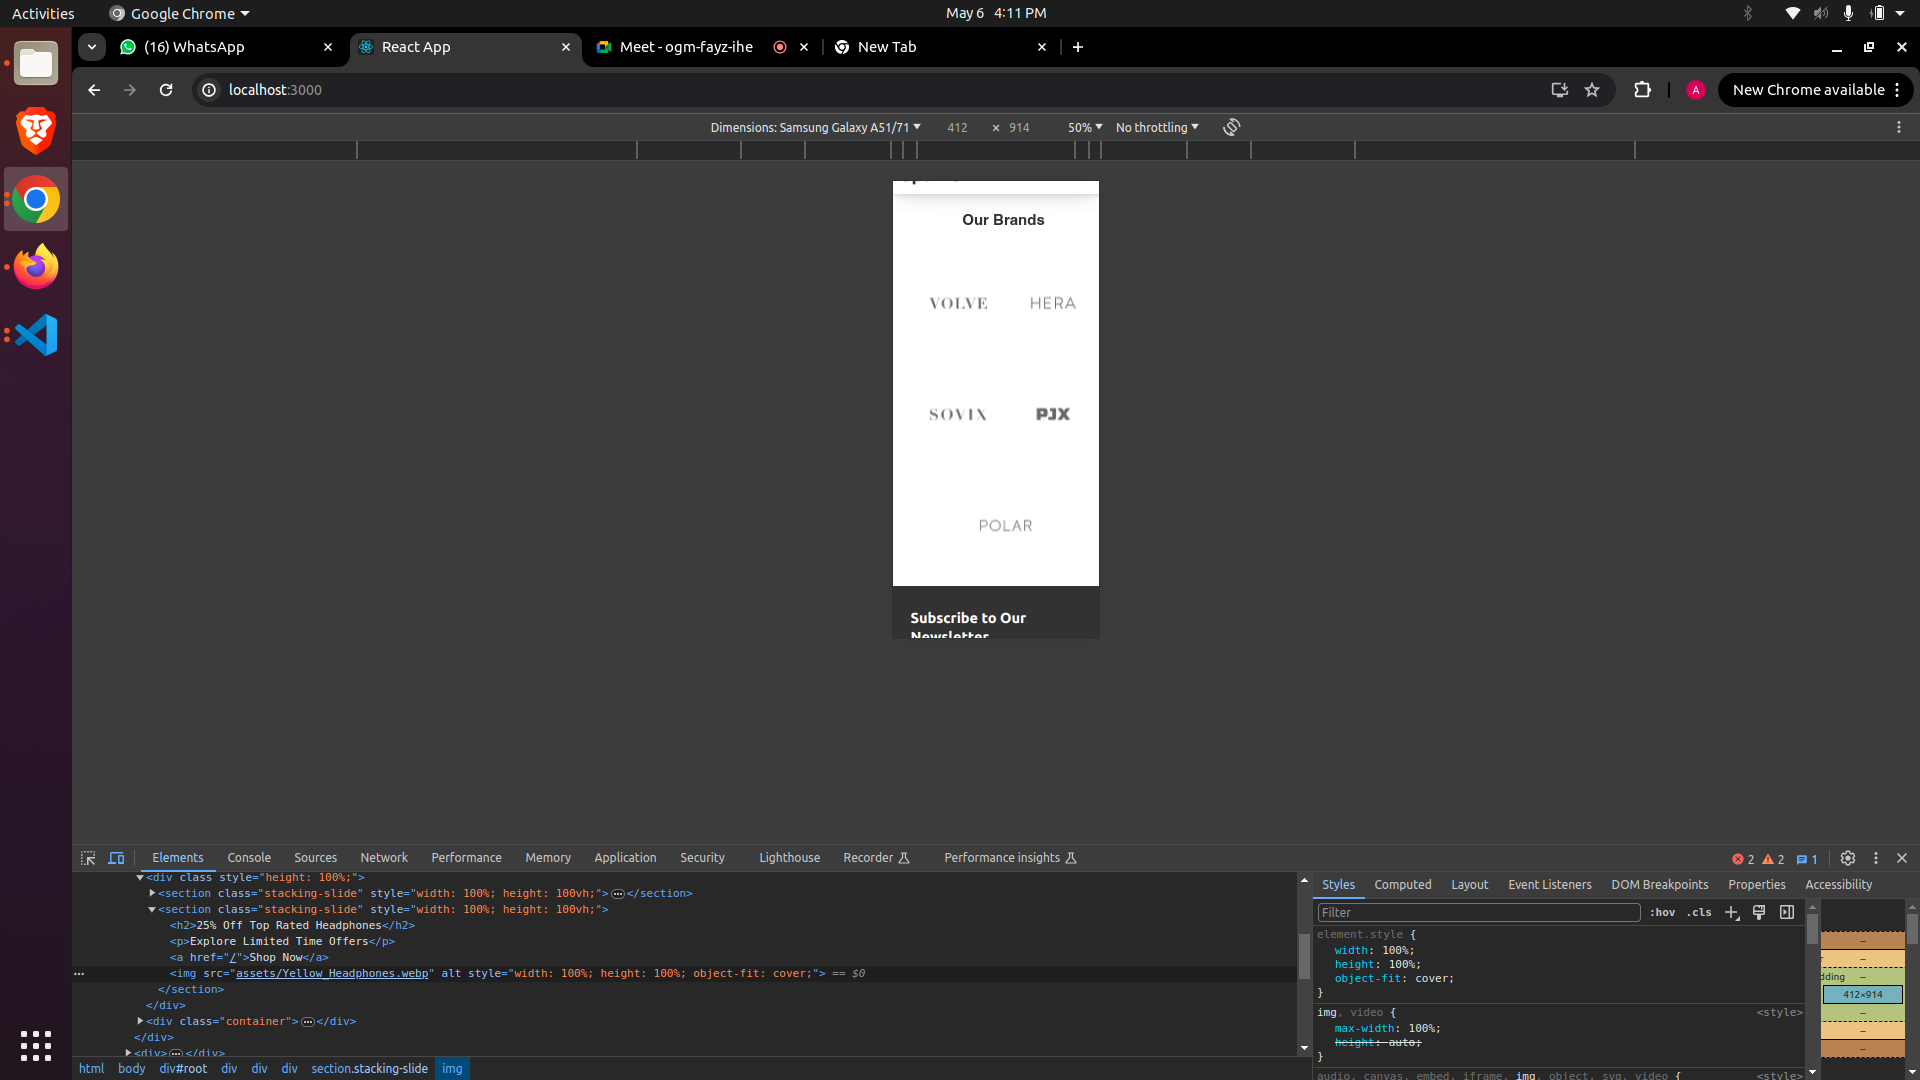 Activities
Google Chrome
May 6 4:11 PM
(16) WhatsApp
React App
Meet - ogm-fayz-ihe
New Tab
localhost:3000
A
New Chrome available
Dimensions: Samsung Galaxy A51/71
412 × 914
50%
No throttling
Our Brands
VOLVE
HERA
SOVIX
PJX
POLAR
Subscribe to Our
Newsletter
Elements
Console
Sources
Network
Performance
Memory
Application
Security
Lighthouse
Recorder
Performance insights
2
2
1
<div class style="height: 100%;">
<section class="stacking-slide" style="width: 100%; height: 100vh;"> ⋯ </section>
<section class="stacking-slide" style="width: 100%; height: 100vh;">
<h2>25% Off Top Rated Headphones</h2>
<p>Explore Limited Time Offers</p>
<a href="/">Shop Now</a>
<img src="assets/Yellow_Headphones.webp" alt style="width: 100%; height: 100%; object-fit: cover;"> == $0
</section>
</div>
<div class="container"> ⋯ </div>
</div>
<div> ⋯ </div>
html body div#root div div div section.stacking-slide img
Styles
Computed
Layout
Event Listeners
DOM Breakpoints
Properties
Accessibility
Filter
:hov .cls
element.style {
width: 100%;
height: 100%;
object-fit: cover;
}
img, video { <style>
max-width: 100%;
height: auto;
}
audio, canvas, embed, iframe, img, object, svg, video { <style>
dding
412×914